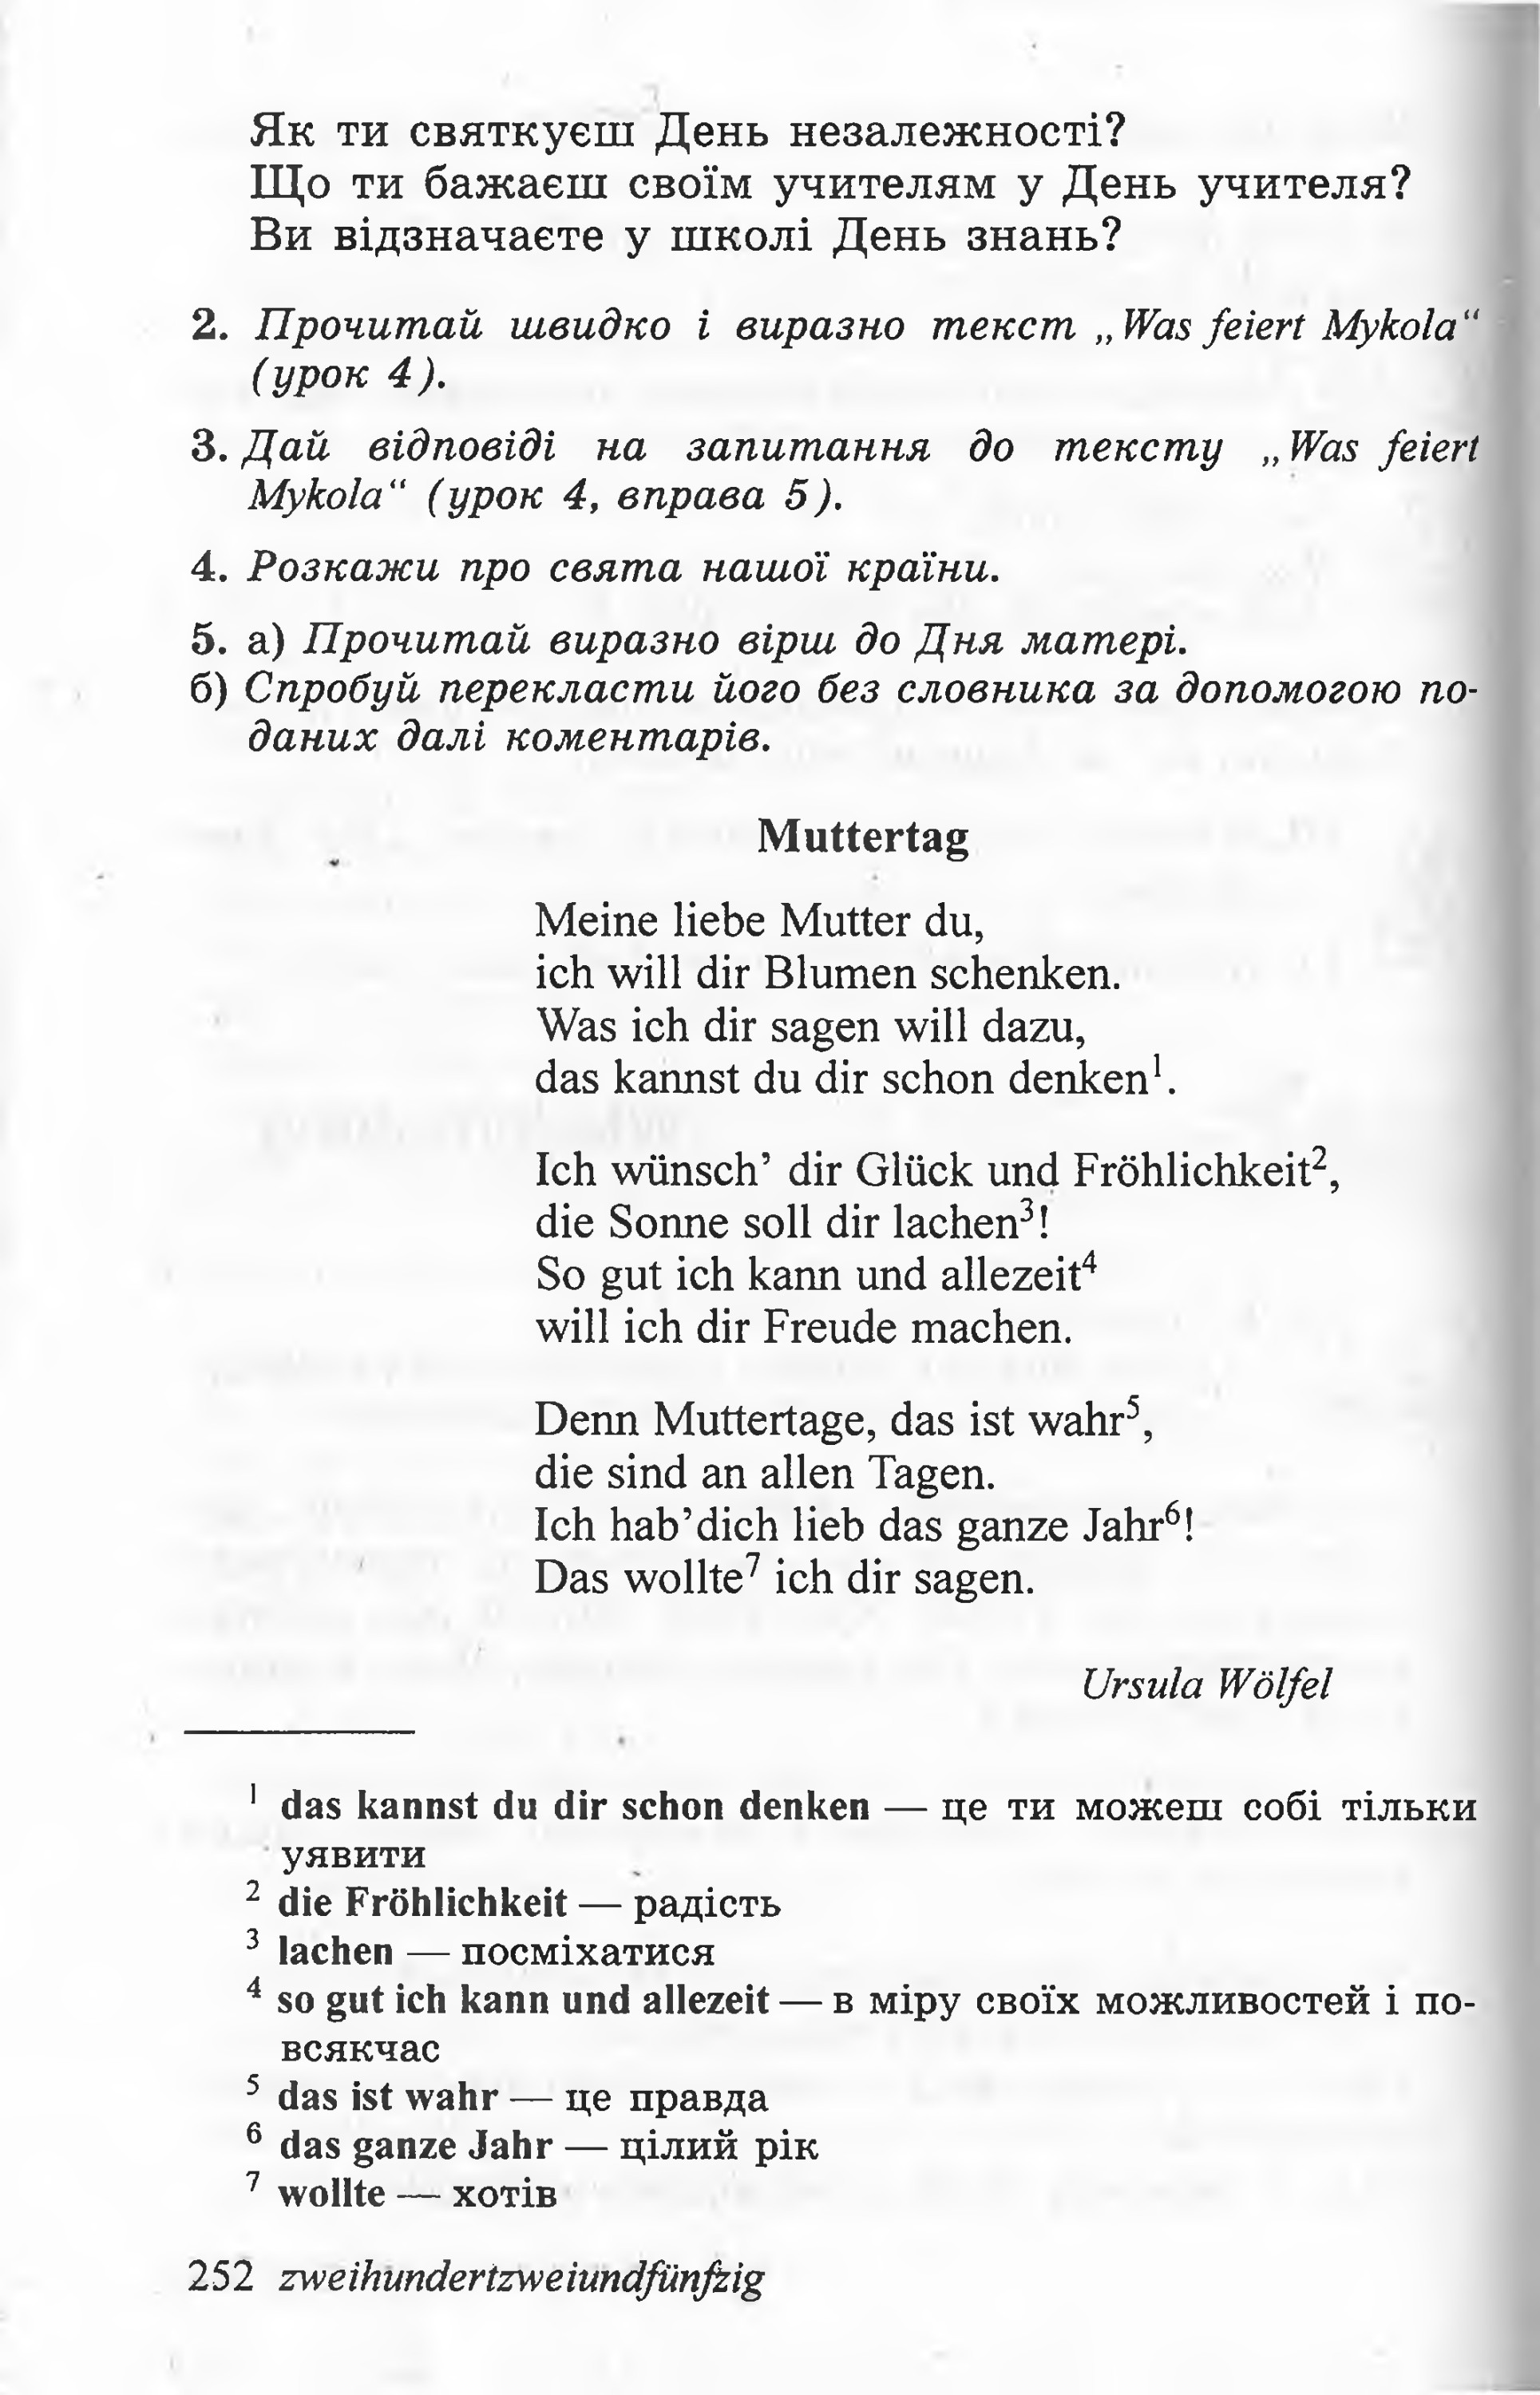 Як ти святкуєш День незалежності?
Що ти бажаєш своїм учителям у День учителя?
Ви відзначаєте у школі День знань?
2. Прочитай швидко і виразно текст „Was feiert Mykola“
(урок 4).
3. Дай відповіді на запитання до тексту „Was feiert
Mykola“ (урок 4, вправа 5).
4. Розкажи про свята нашої країни.
5. а) Прочитай виразно вірш до Дня матері.
б) Спробуй перекласти його без словника за допомогою по-
даних далі коментарів.
Muttertag
Meine liebe Mutter du,
ich will dir Blumen schenken.
Was ich dir sagen will dazu,
das kannst du dir schon denken¹.
Ich wünsch’ dir Glück und Fröhlichkeit²,
die Sonne soll dir lachen³!
So gut ich kann und allezeit⁴
will ich dir Freude machen.
Denn Muttertage, das ist wahr⁵,
die sind an allen Tagen.
Ich hab’dich lieb das ganze Jahr⁶!
Das wollte⁷ ich dir sagen.
Ursula Wölfel
¹ das kannst du dir schon denken — це ти можеш собі тільки
уявити
² die Fröhlichkeit — радість
³ lachen — посміхатися
⁴ so gut ich kann und allezeit — в міру своїх можливостей і по-
всякчас
⁵ das ist wahr — це правда
⁶ das ganze Jahr — цілий рік
⁷ wollte — хотів
252 zweihundertzweiundfünfzig